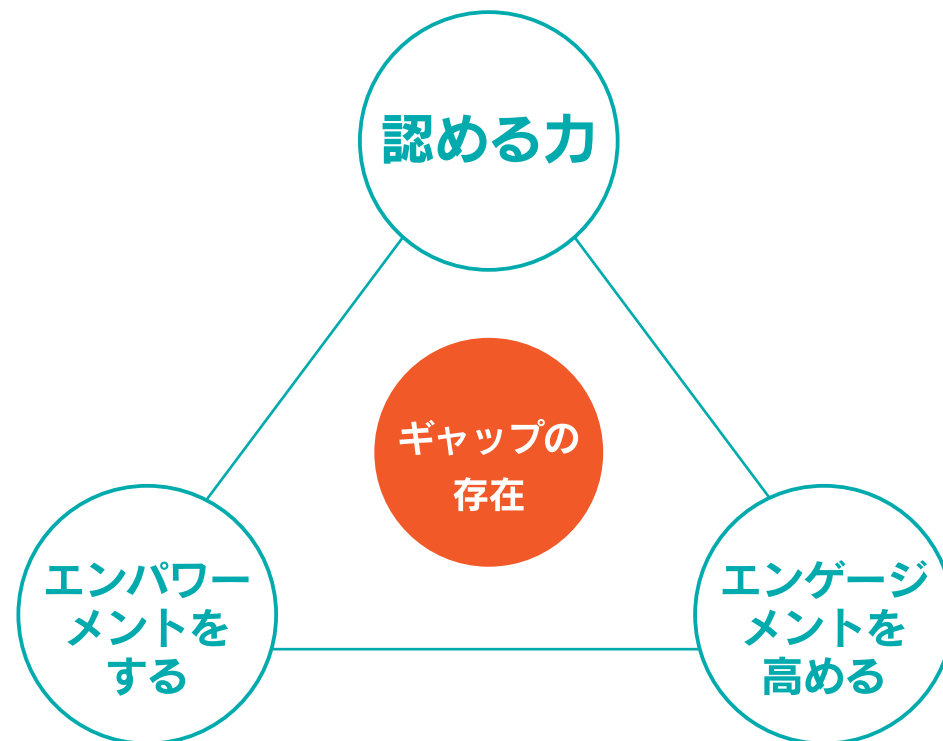 認める力
ギャップの
存在
エンパワー
メントを
する
エンゲージ
メントを
高める